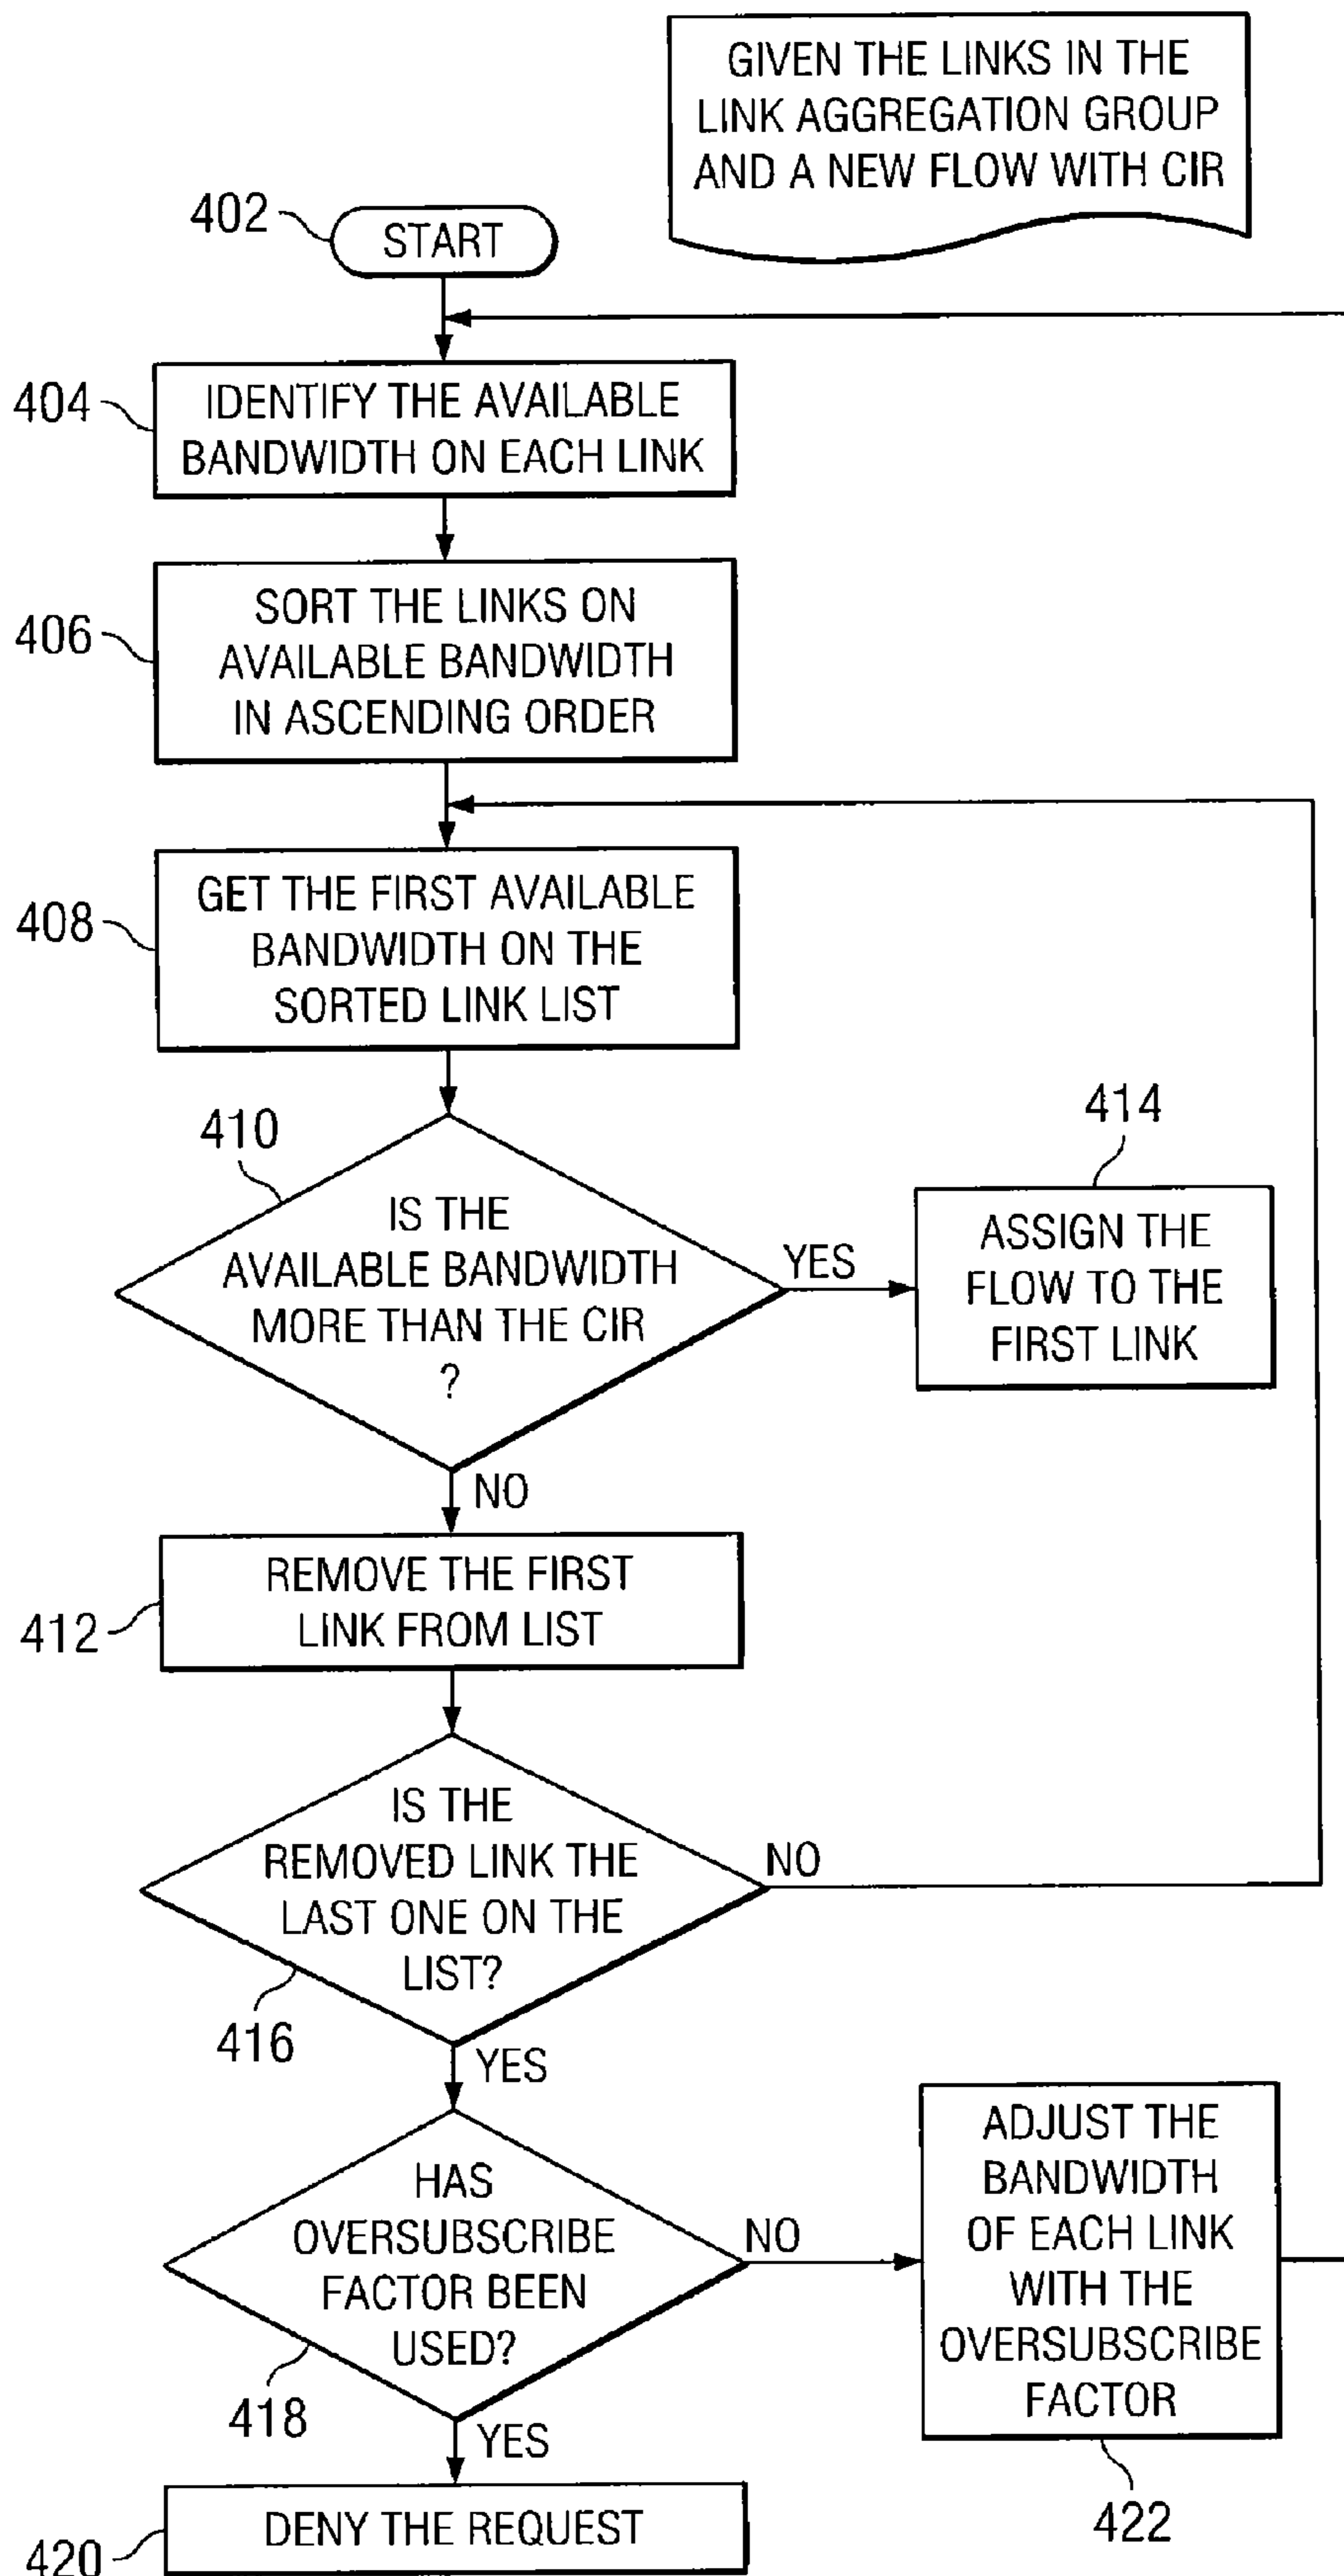 GIVEN THE LINKS IN THE
LINK AGGREGATION GROUP
AND A NEW FLOW WITH CIR
402
START
404
IDENTIFY THE AVAILABLE
BANDWIDTH ON EACH LINK
406
SORT THE LINKS ON
AVAILABLE BANDWIDTH
IN ASCENDING ORDER
408
GET THE FIRST AVAILABLE
BANDWIDTH ON THE
SORTED LINK LIST
410
IS THE
AVAILABLE BANDWIDTH
MORE THAN THE CIR
?
YES
414
ASSIGN THE
FLOW TO THE
FIRST LINK
NO
412
REMOVE THE FIRST
LINK FROM LIST
IS THE
REMOVED LINK THE
LAST ONE ON THE
LIST?
NO
416
YES
HAS
OVERSUBSCRIBE
FACTOR BEEN
USED?
NO
418
ADJUST THE
BANDWIDTH
OF EACH LINK
WITH THE
OVERSUBSCRIBE
FACTOR
422
YES
420
DENY THE REQUEST